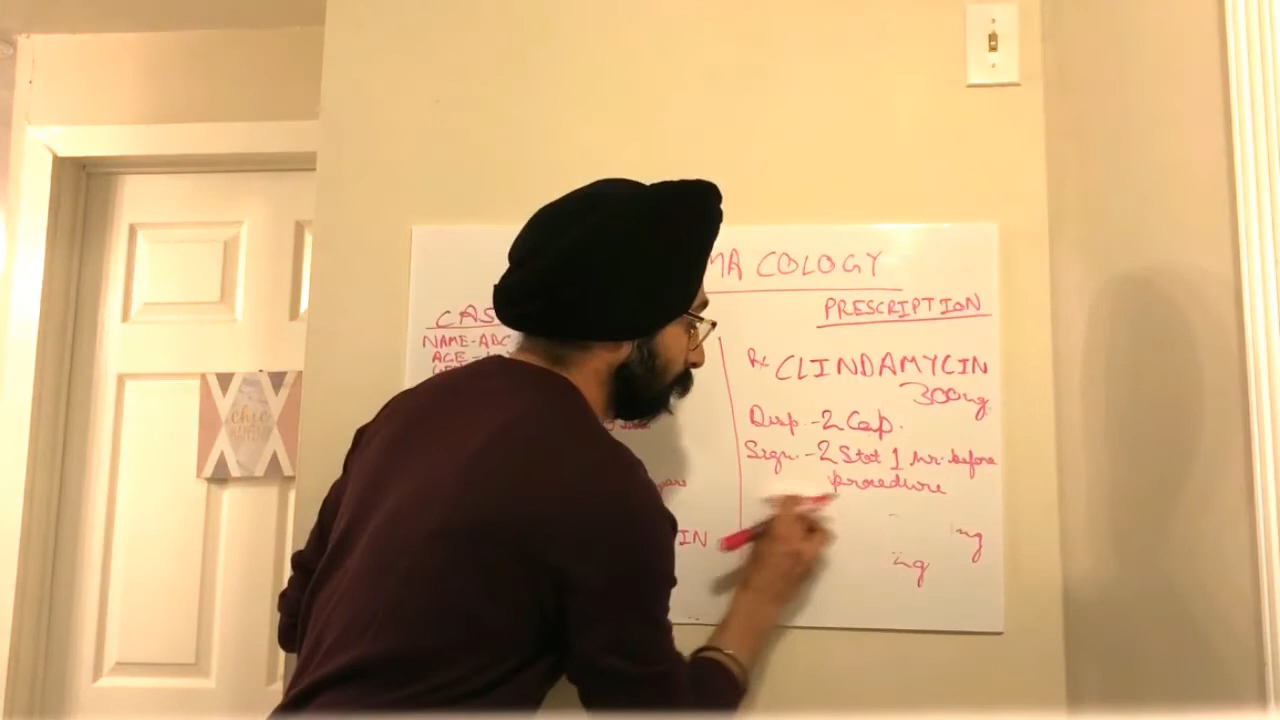 MA COLOGY
CAS
PRESCRIPTION
NAME-ABC
AGE -
Rx CLINDAMYCIN
300mg
Disp. -2 Cap.
Sign. -2 Stat 1 hr. before
procedure
IN
mg
mg
chic